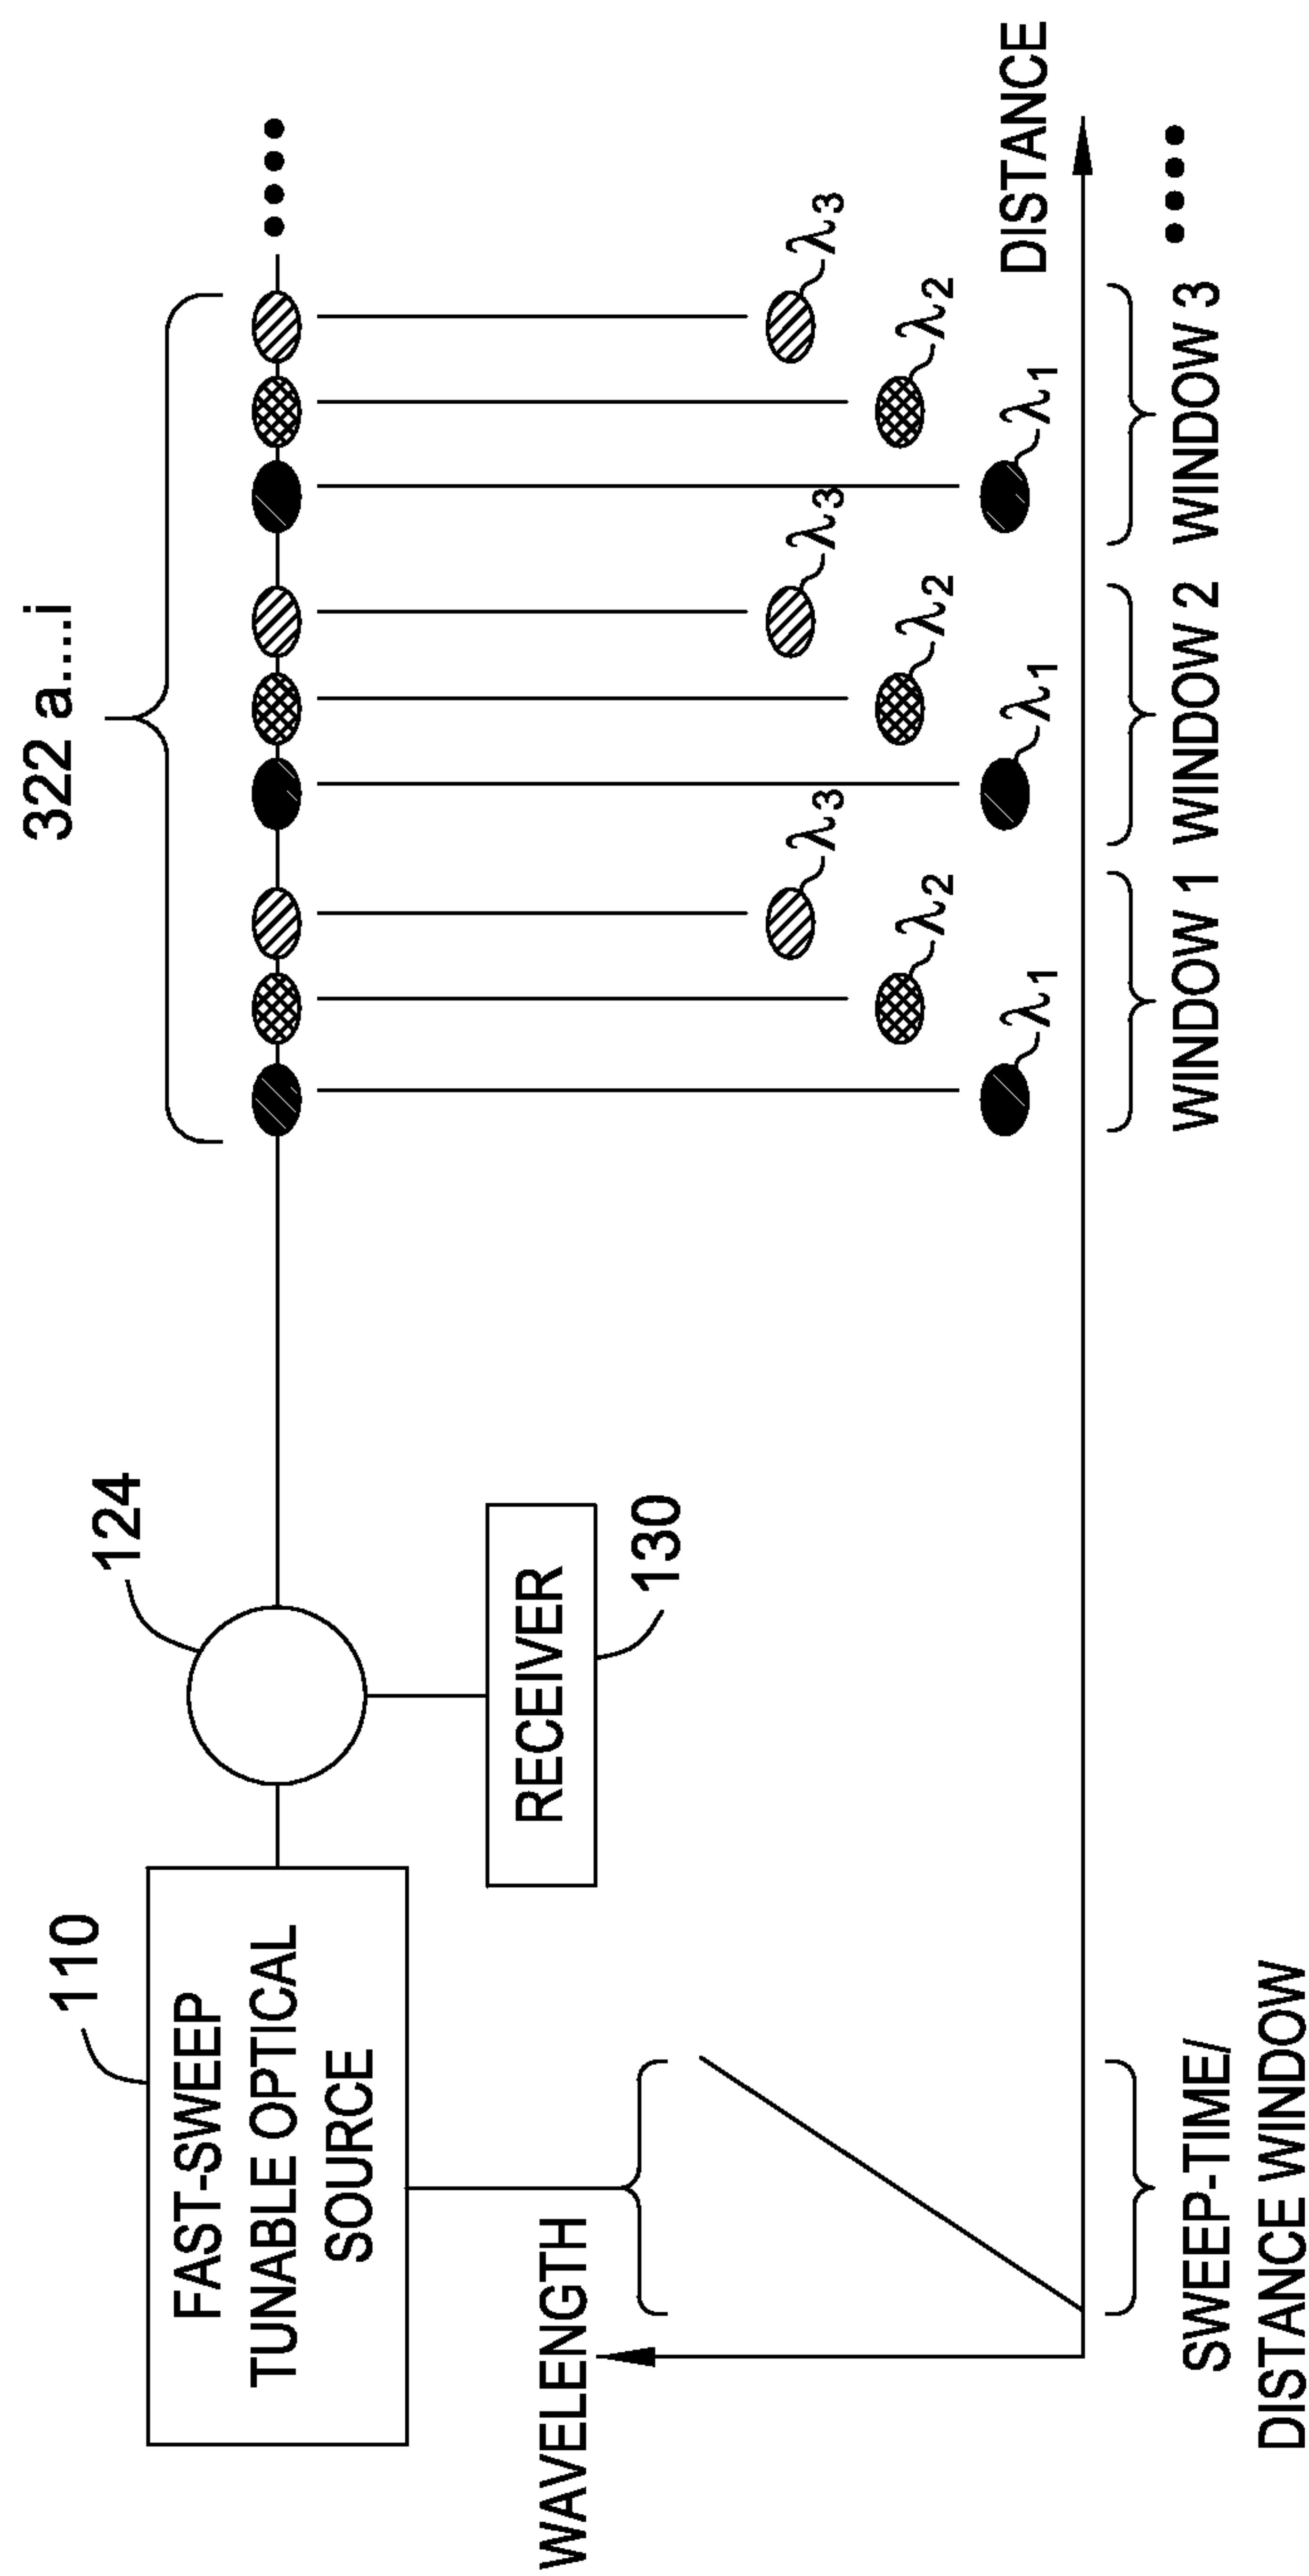 322 a....i
110
FAST-SWEEP
TUNABLE OPTICAL
SOURCE
124
RECEIVER
130
WAVELENGTH
λ3
λ3
λ3
λ2
λ2
λ2
λ1
λ1
λ1
DISTANCE
SWEEP-TIME/
DISTANCE WINDOW
WINDOW 1
WINDOW 2
WINDOW 3